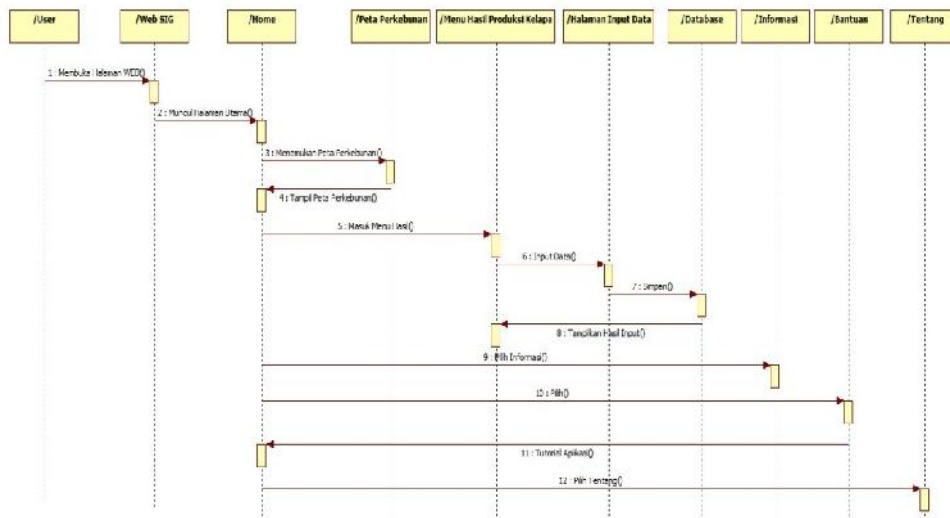 /User
/Web SIG
/Home
/Peta Perkebunan
/Menu Hasil Produksi Kelapa
/Halaman Input Data
/Database
/Informasi
/Bantuan
/Tentang
1 : Membuka Halaman WEB()
2 : Muncul Halaman Utama()
3 : Menemukan Peta Perkebunan()
4 : Tampil Peta Perkebunan()
5 : Masuk Menu Hasil()
6 : Input Data()
7 : Simpan()
8 : Tampilkan Hasil Input()
9 : Pilih Informasi()
10 : Pilih()
11 : Tutorial Aplikasi()
12 : Pilih Tentang()